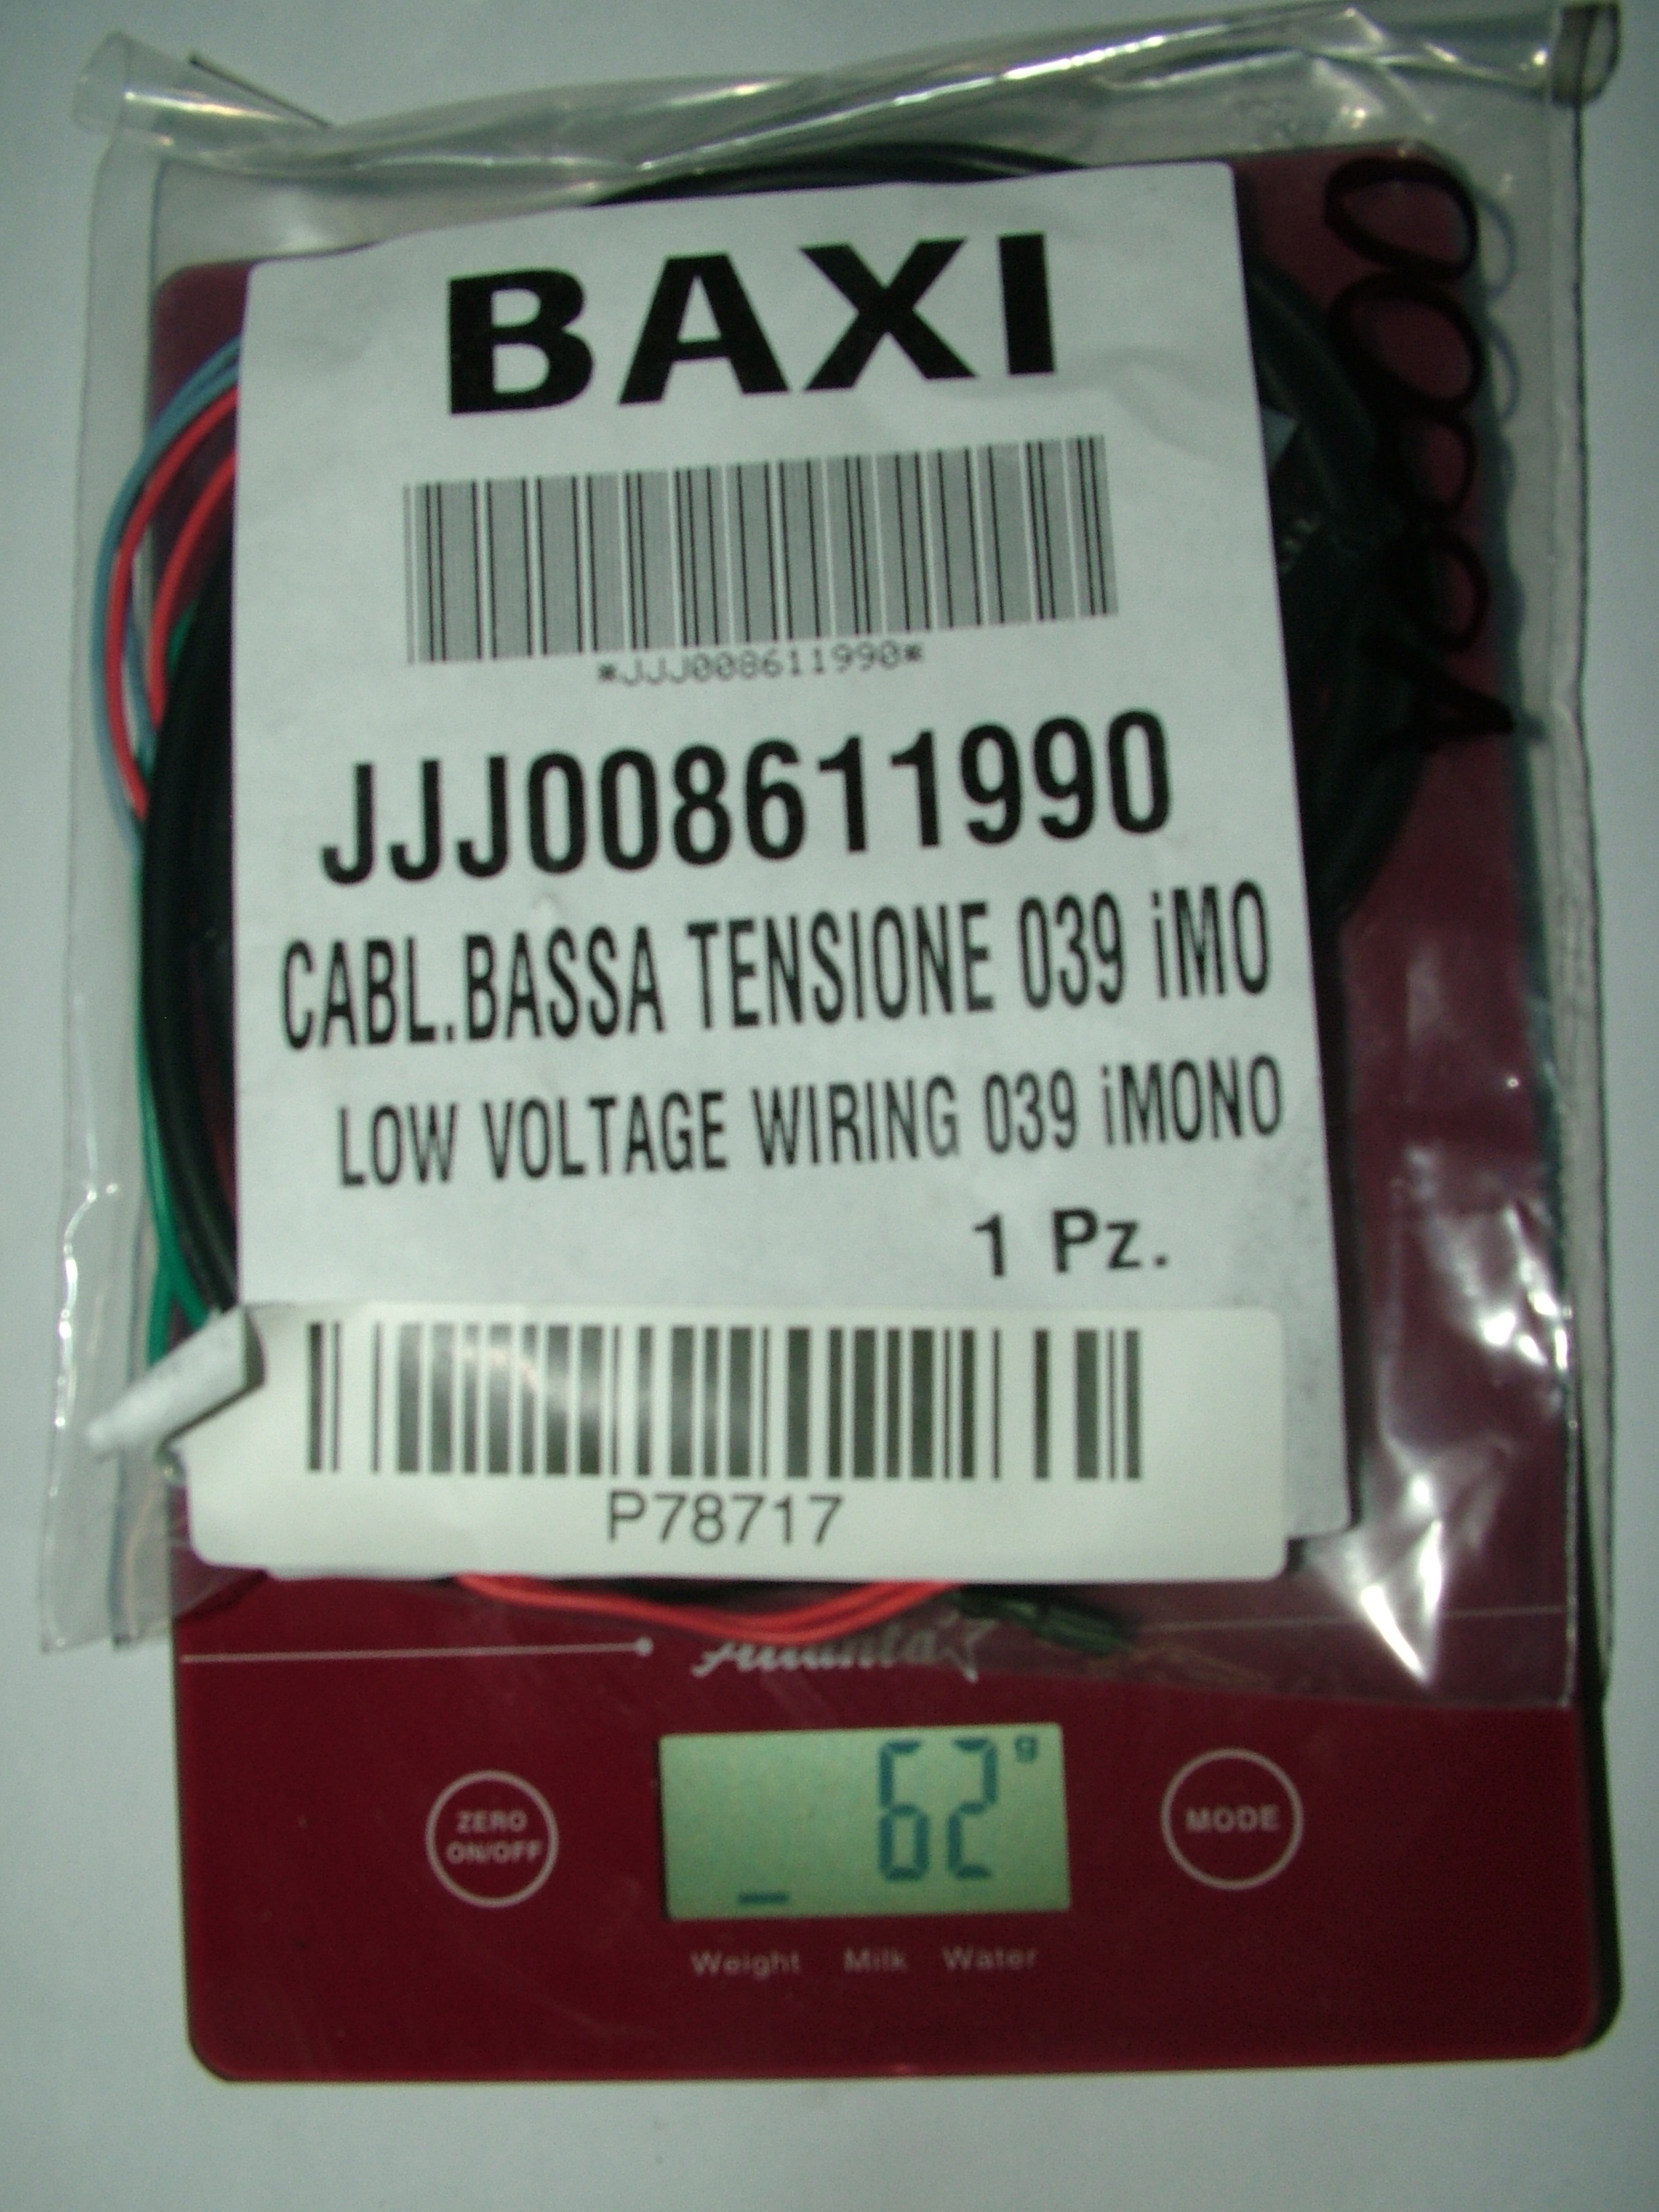 BAXI
*JJJ008611990*
JJJ008611990
CABL.BASSA TENSIONE 039 iMO
LOW VOLTAGE WIRING 039 iMONO
1 Pz.
P78717
62 g
ZERO
ON/OFF
MODE
Weight Milk Water